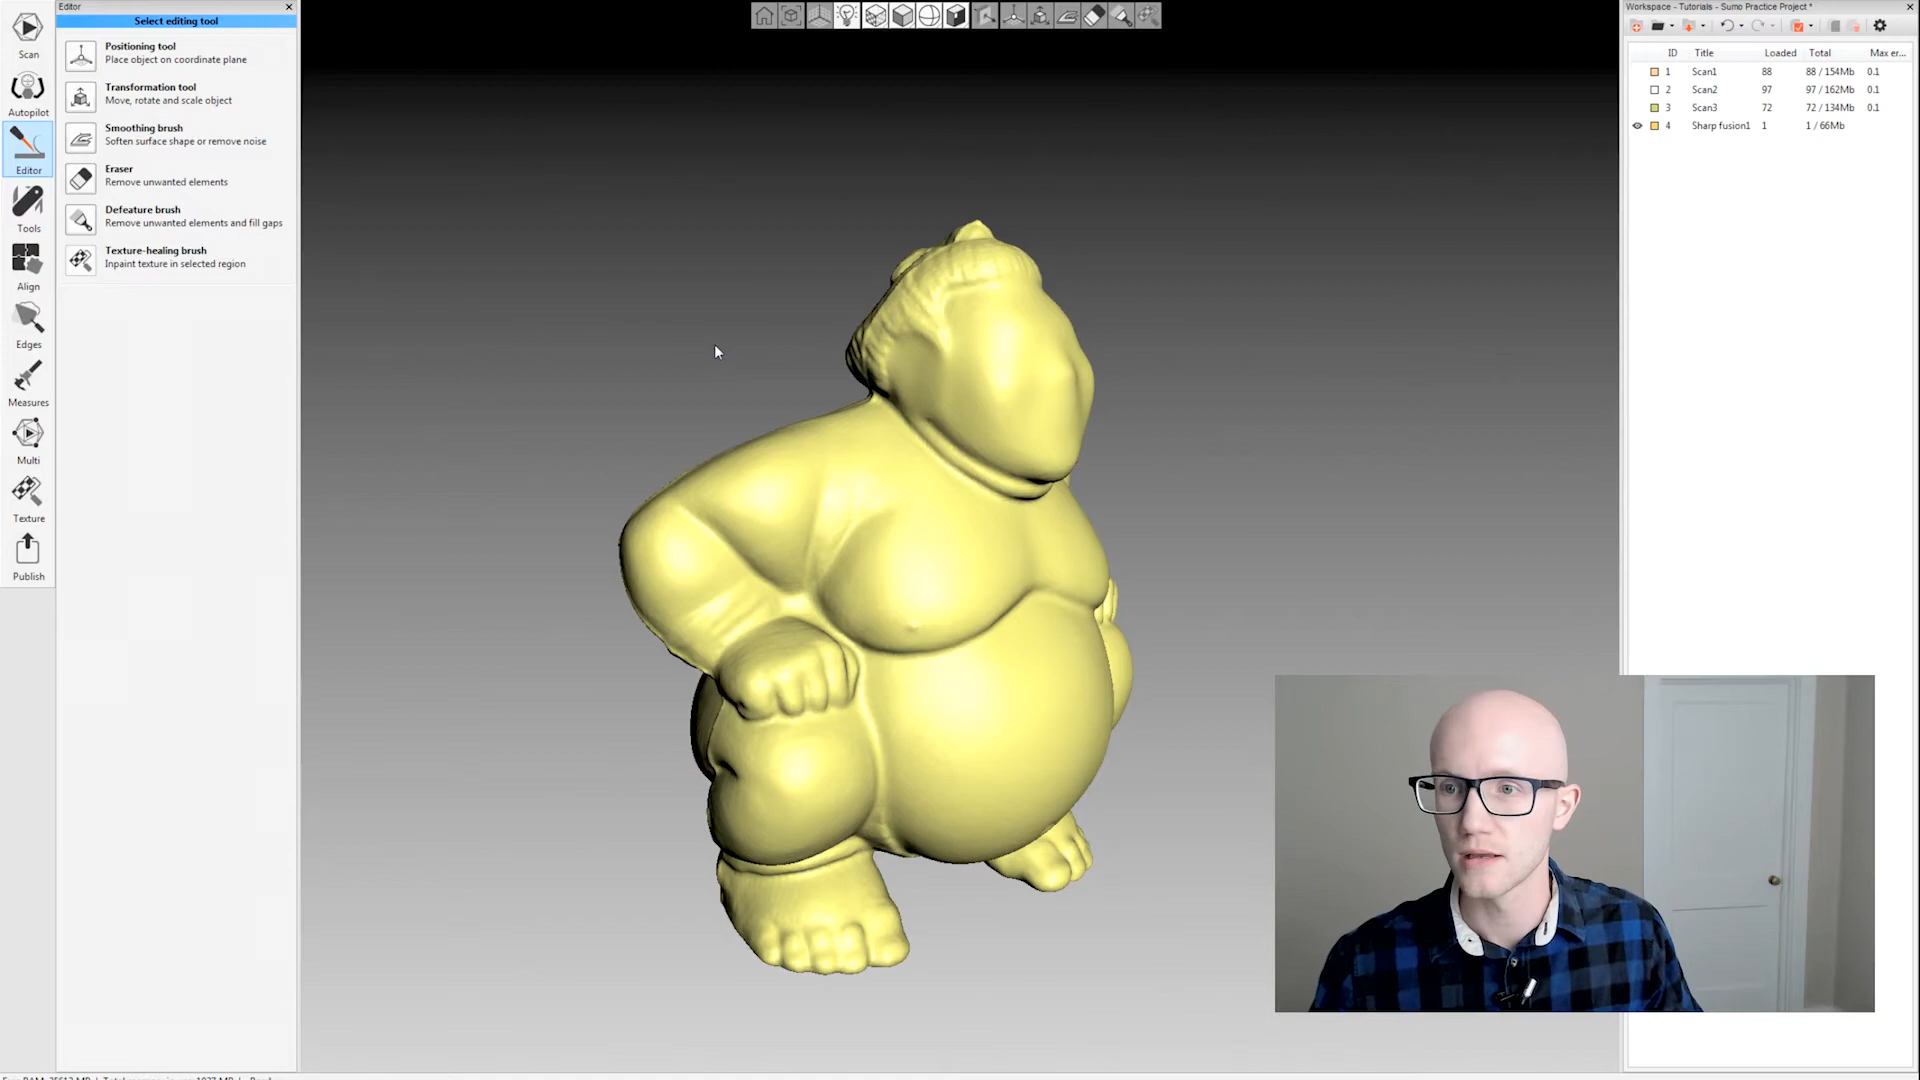 Editor
Select editing tool
Positioning tool
Place object on coordinate plane
Transformation tool
Move, rotate and scale object
Smoothing brush
Soften surface shape or remove noise
Eraser
Remove unwanted elements
Defeature brush
Remove unwanted elements and fill gaps
Texture-healing brush
Inpaint texture in selected region
Scan
Autopilot
Editor
Tools
Align
Edges
Measures
Multi
Texture
Publish
Workspace - Tutorials - Sumo Practice Project *
ID Title Loaded Total Max er...
1 Scan1 88 88 / 154Mb 0.1
2 Scan2 97 97 / 162Mb 0.1
3 Scan3 72 72 / 134Mb 0.1
4 Sharp fusion1 1 1 / 66Mb